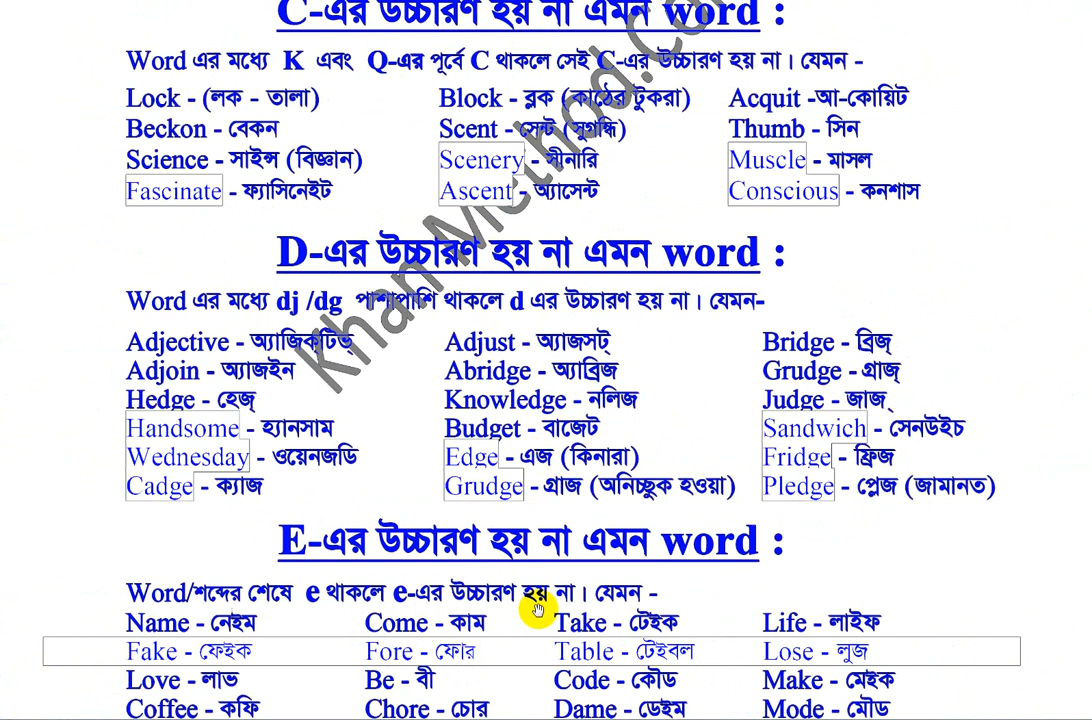 C-এর উচ্চারণ হয় না এমন word :
Word এর মধ্যে K এবং Q-এর পূর্বে C থাকলে সেই C-এর উচ্চারণ হয় না। যেমন -
Lock - (লক - তালা) Block - ব্লক (কাঠের টুকরা) Acquit -আ-কোয়িট
Beckon - বেকন Scent - সেন্ট (সুগন্ধি) Thumb - সিন
Science - সাইন্স (বিজ্ঞান) Scenery - সীনারি Muscle - মাসল
Fascinate - ফ্যাসিনেইট Ascent - অ্যাসেন্ট Conscious - কনশাস
Khan Method.Co
D-এর উচ্চারণ হয় না এমন word :
Word এর মধ্যে dj /dg পাশাপাশি থাকলে d এর উচ্চারণ হয় না। যেমন-
Adjective - অ্যাজিক্টিভ্ Adjust - অ্যাজসট্ Bridge - ব্রিজ্
Adjoin - অ্যাজইন Abridge - অ্যাব্রিজ Grudge - গ্রাজ্
Hedge - হেজ্ Knowledge - নলিজ Judge - জাজ্
Handsome - হ্যানসাম Budget - বাজেট Sandwich - সেনউইচ
Wednesday - ওয়েনজডি Edge - এজ (কিনারা) Fridge - ফ্রিজ
Cadge - ক্যাজ Grudge - গ্রাজ (অনিচ্ছুক হওয়া) Pledge - প্লেজ (জামানত)
E-এর উচ্চারণ হয় না এমন word :
Word/শব্দের শেষে e থাকলে e-এর উচ্চারণ হয় না। যেমন -
Name - নেইম Come - কাম Take - টেইক Life - লাইফ
Fake - ফেইক Fore - ফোর Table - টেইবল Lose - লুজ
Love - লাভ Be - বী Code - কৌড Make - মেইক
Coffee - কফি Chore - চোর Dame - ডেইম Mode - মৌড